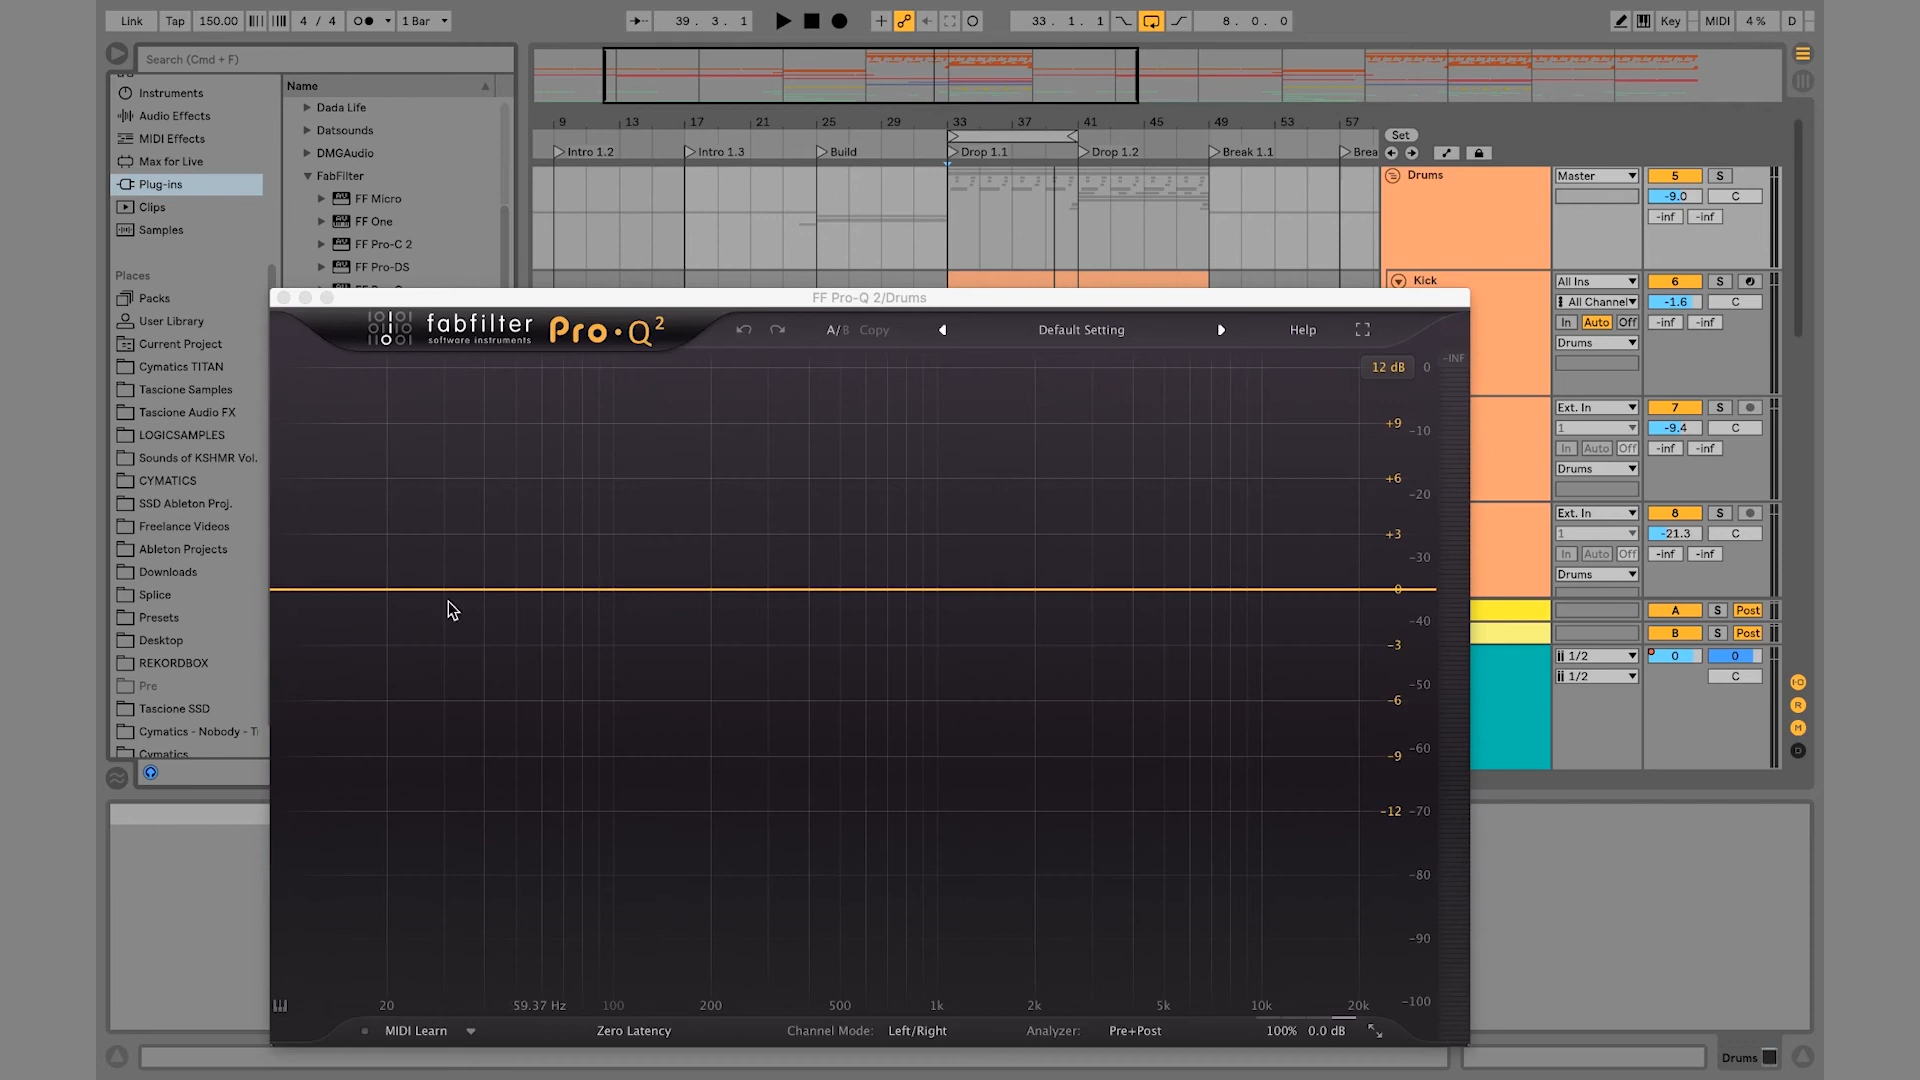 Link Tap 150.00 4 / 4 1 Bar 39. 3. 1 33. 1. 1 8. 0. 0 Key MIDI 4 % D
Search (Cmd + F)
Instruments
Audio Effects
MIDI Effects
Max for Live
Plug-ins
Clips
Samples
Places
Packs
User Library
Current Project
Cymatics TITAN
Tascione Samples
Tascione Audio FX
LOGICSAMPLES
Sounds of KSHMR Vol.
CYMATICS
SSD Ableton Proj.
Freelance Videos
Ableton Projects
Downloads
Splice
Presets
Desktop
REKORDBOX
Pre
Tascione SSD
Cymatics - Nobody - Ti
Cymatics
Name
Dada Life
Datsounds
DMGAudio
FabFilter
FF Micro
FF One
FF Pro-C 2
FF Pro-DS
9 13 17 21 25 29 33 37 41 45 49 53 57
Set
Intro 1.2 Intro 1.3 Build Drop 1.1 Drop 1.2 Break 1.1 Brea
Drums Master 5 S
-9.0 C
-inf -inf
Kick All Ins 6 S
All Channel -1.6 C
In Auto Off -inf -inf
Drums
Ext. In 7 S
1 -9.4 C
In Auto Off -inf -inf
Drums
Ext. In 8 S
1 -21.3 C
In Auto Off -inf -inf
Drums
A S Post
B S Post
1/2 0 0
1/2 C
R
M
D
FF Pro-Q 2/Drums
fabfilter
software instruments
Pro·Q²
A/B Copy Default Setting Help
12 dB 0 -INF
+9 -10
+6 -20
+3 -30
0
-40
-3
-50
-6
-60
-9
-12 -70
-80
-90
-100
20 59.37 Hz 100 200 500 1k 2k 5k 10k 20k
MIDI Learn Zero Latency Channel Mode: Left/Right Analyzer: Pre+Post 100% 0.0 dB
Drums